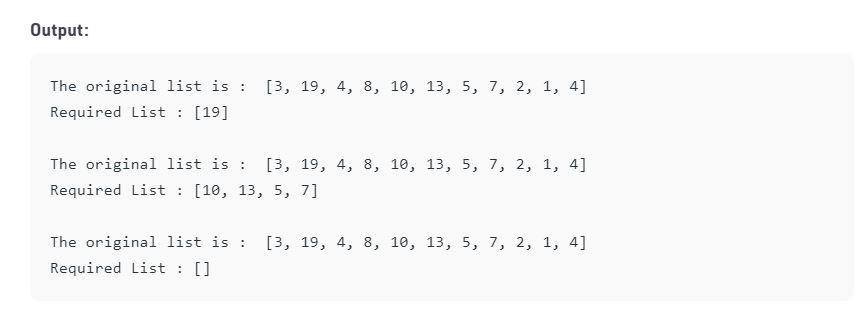 Output:
The original list is :  [3, 19, 4, 8, 10, 13, 5, 7, 2, 1, 4]
Required List : [19]
The original list is :  [3, 19, 4, 8, 10, 13, 5, 7, 2, 1, 4]
Required List : [10, 13, 5, 7]
The original list is :  [3, 19, 4, 8, 10, 13, 5, 7, 2, 1, 4]
Required List : []